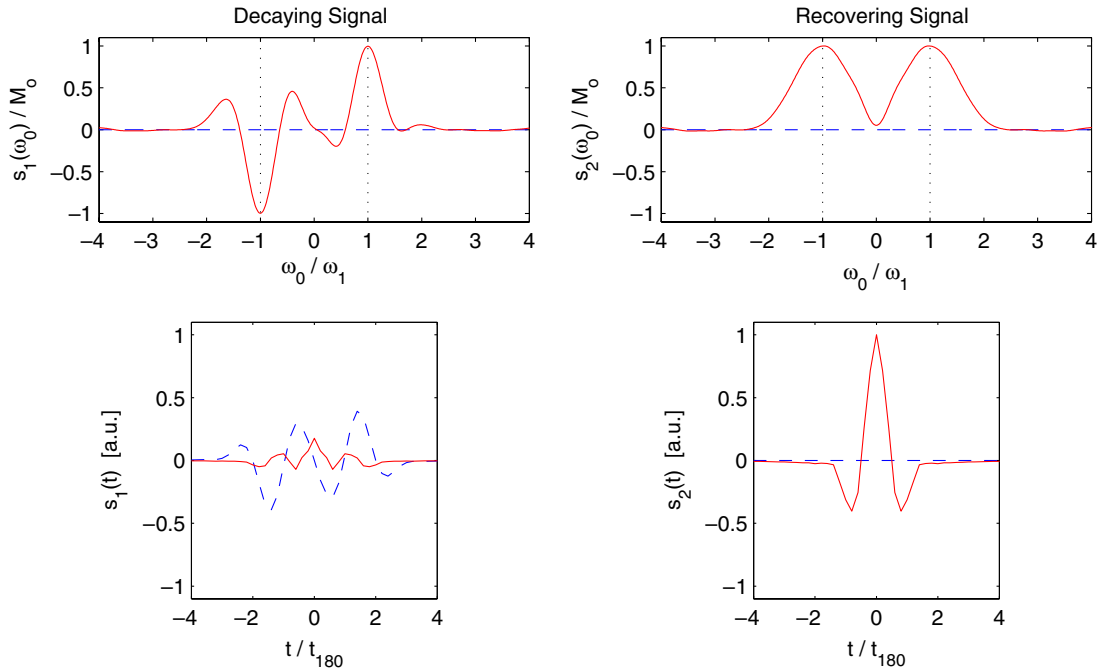 Decaying Signal
s₁(ω₀) / Mₒ
1
0.5
0
−0.5
−1
−4 −3 −2 −1 0 1 2 3 4
ω₀ / ω₁
Recovering Signal
s₂(ω₀) / Mₒ
1
0.5
0
−0.5
−1
−4 −3 −2 −1 0 1 2 3 4
ω₀ / ω₁
s₁(t) [a.u.]
1
0.5
0
−0.5
−1
−4 −2 0 2 4
t / t₁₈₀
s₂(t) [a.u.]
1
0.5
0
−0.5
−1
−4 −2 0 2 4
t / t₁₈₀